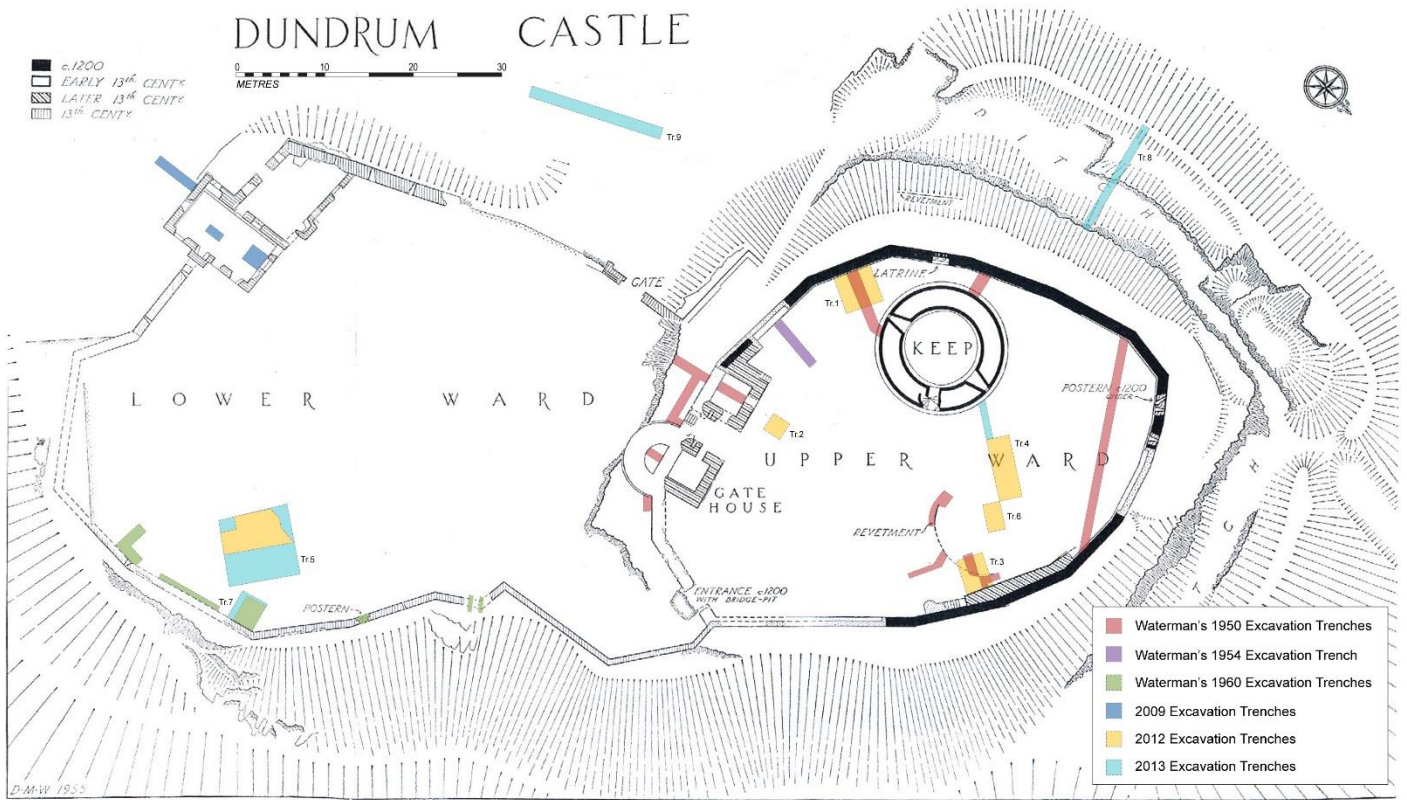 DUNDRUM CASTLE
c.1200
EARLY 13th CENTY
LATER 13th CENTY
13th CENTY
0 10 20 30
METRES
Tr.9
Tr.8
DITCH
REVETMENT
LATRINE
GATE
Tr.1
KEEP
POSTERN c1200
UNDER
LOWER WARD
Tr.2
Tr.4
UPPER WARD
GATE
HOUSE
DITCH
Tr.6
REVETMENT
Tr.5
Tr.3
Tr.7
POSTERN
ENTRANCE c1200
WITH BRIDGE-PIT
Waterman's 1950 Excavation Trenches
Waterman's 1954 Excavation Trench
Waterman's 1960 Excavation Trenches
2009 Excavation Trenches
2012 Excavation Trenches
2013 Excavation Trenches
D·M·W 1955